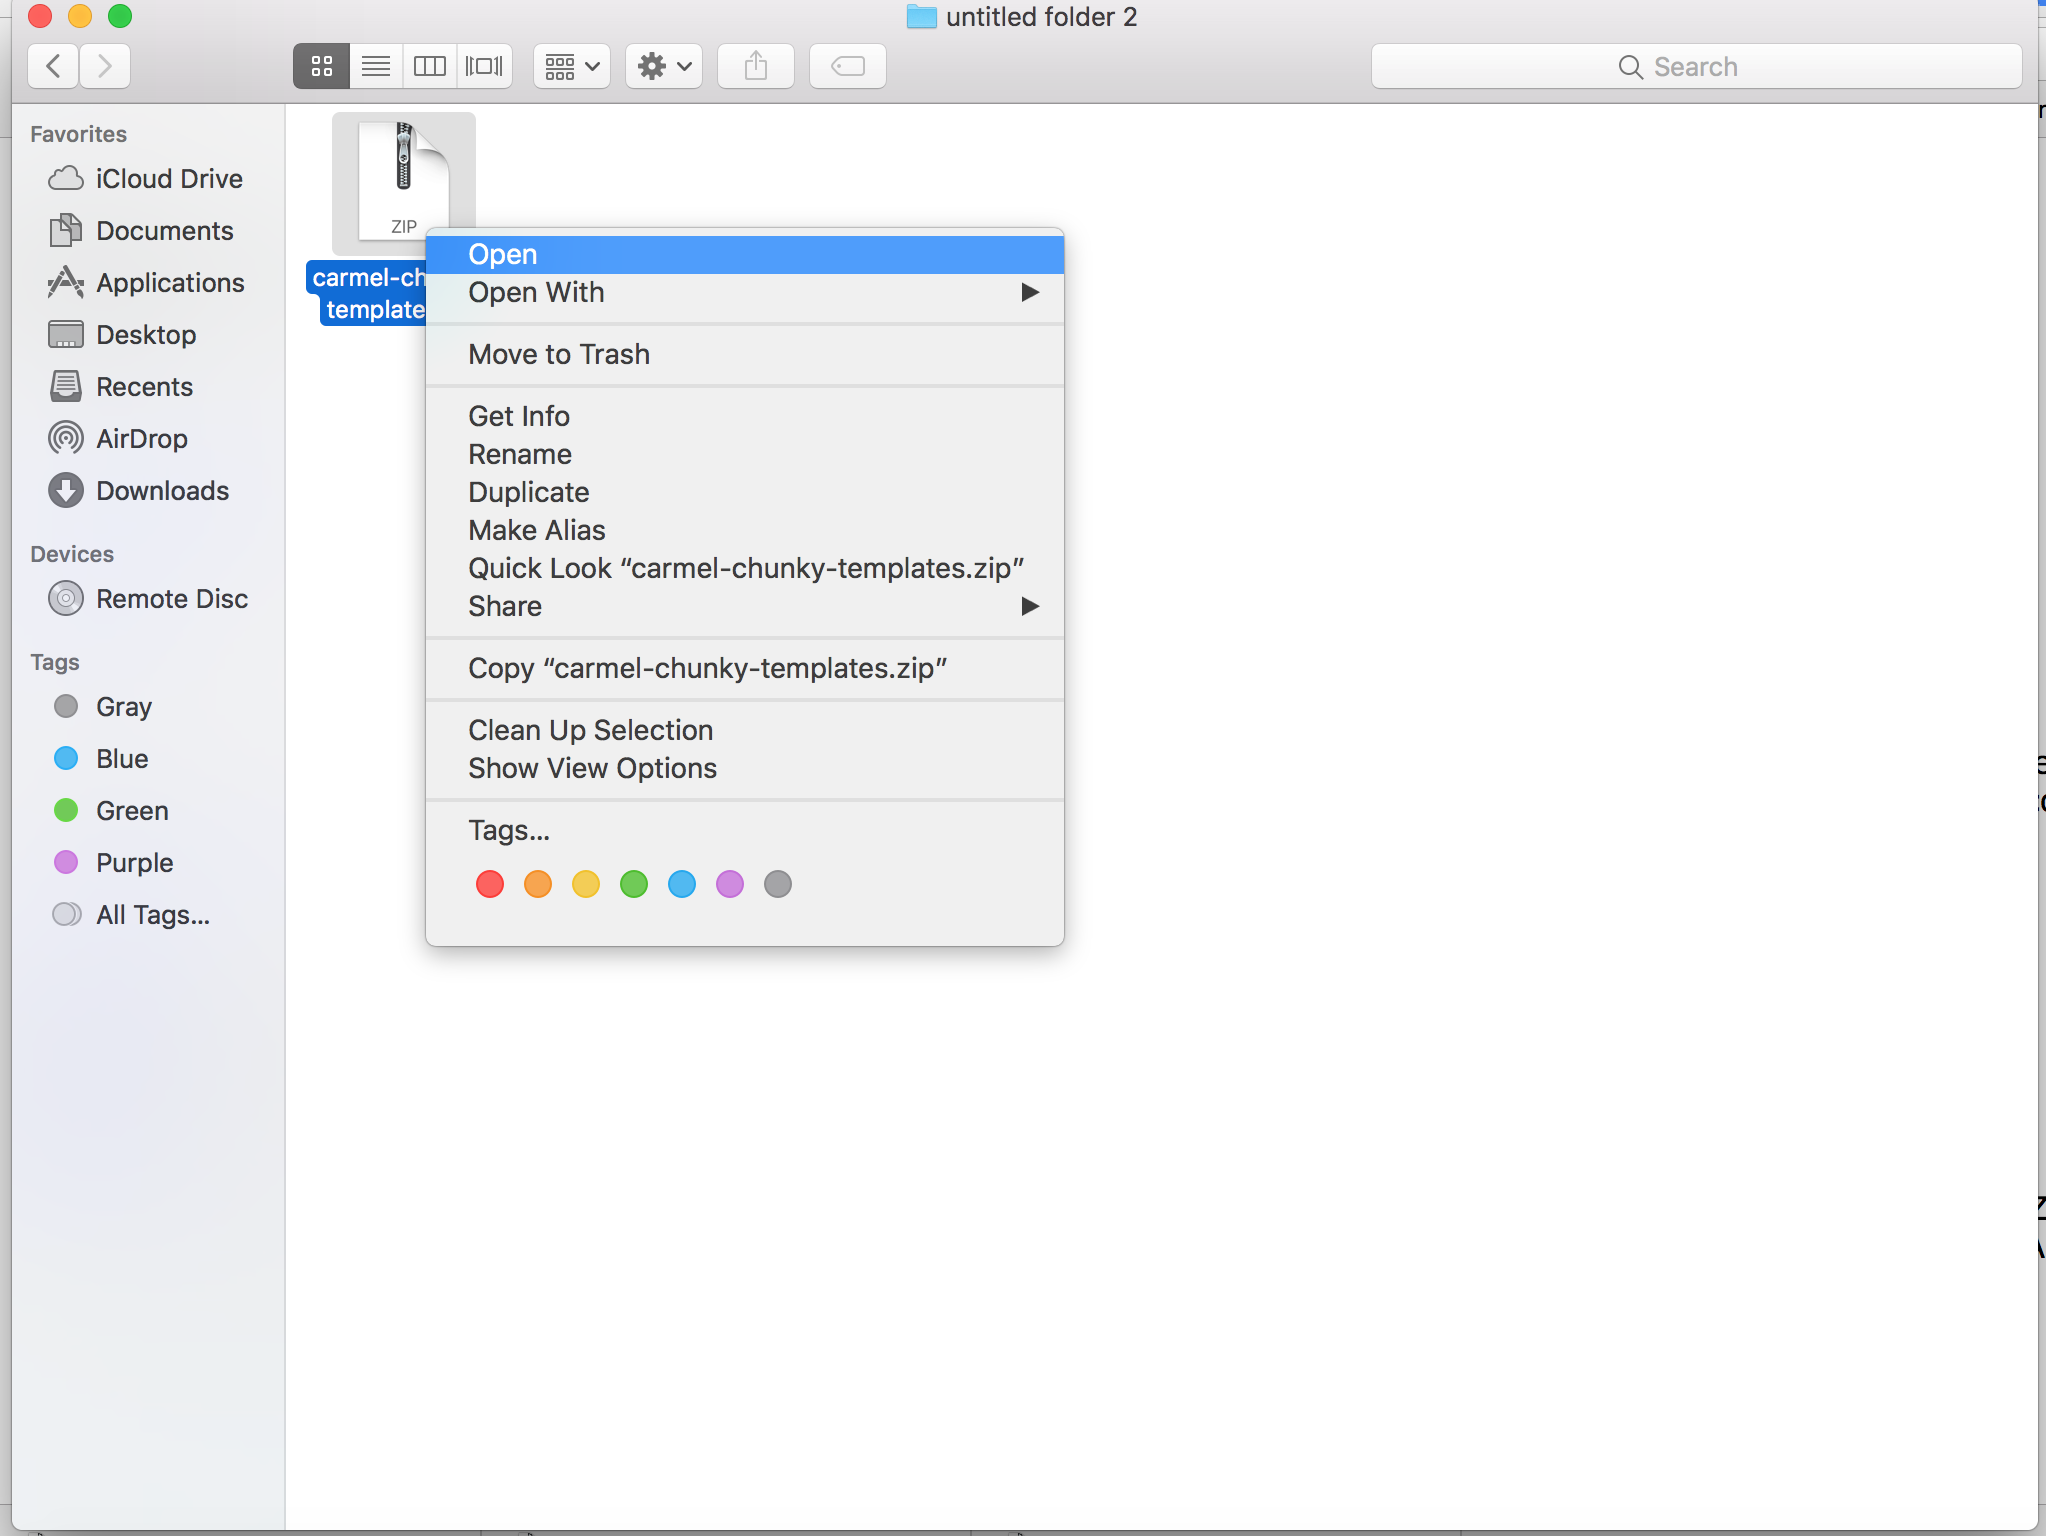 untitled folder 2
Search
Favorites
iCloud Drive
Documents
Applications
Desktop
Recents
AirDrop
Downloads
Devices
Remote Disc
Tags
Gray
Blue
Green
Purple
All Tags...
ZIP
carmel-ch
template
Open
Open With
Move to Trash
Get Info
Rename
Duplicate
Make Alias
Quick Look “carmel-chunky-templates.zip”
Share
Copy “carmel-chunky-templates.zip”
Clean Up Selection
Show View Options
Tags...